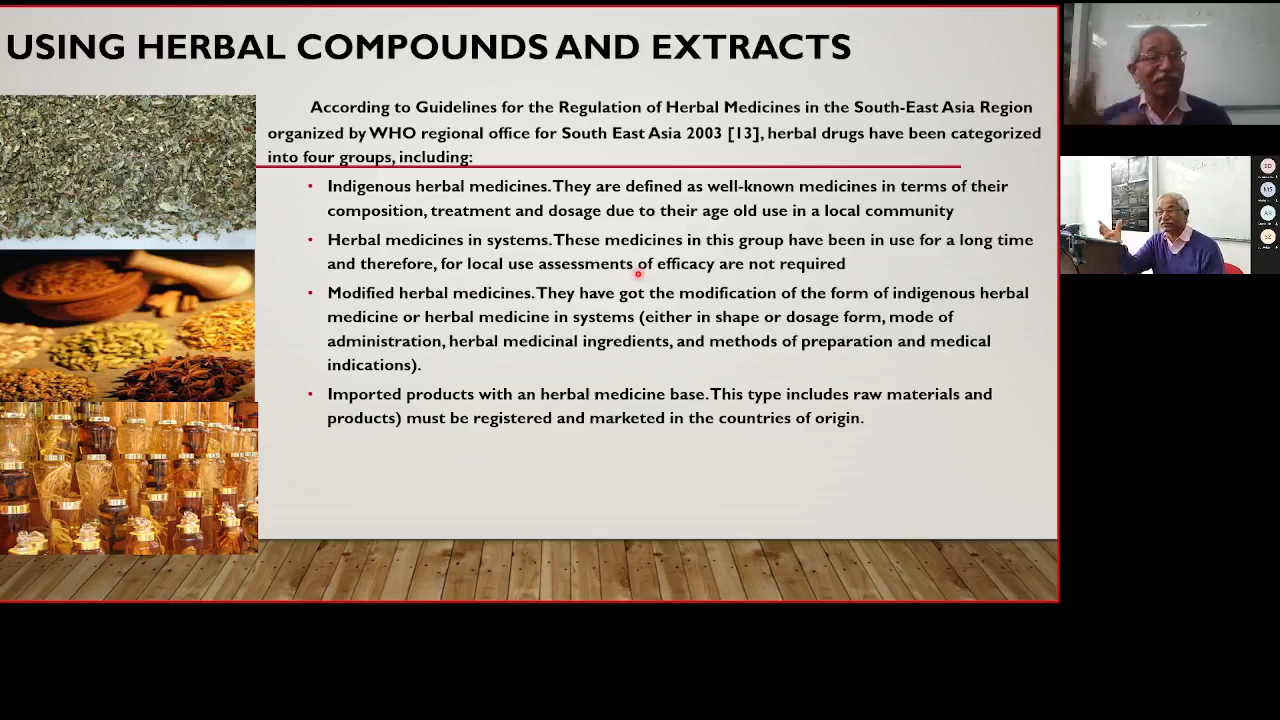 USING HERBAL COMPOUNDS AND EXTRACTS
According to Guidelines for the Regulation of Herbal Medicines in the South-East Asia Region
organized by WHO regional office for South East Asia 2003 [13], herbal drugs have been categorized
into four groups, including:
• Indigenous herbal medicines. They are defined as well-known medicines in terms of their
composition, treatment and dosage due to their age old use in a local community
• Herbal medicines in systems. These medicines in this group have been in use for a long time
and therefore, for local use assessments of efficacy are not required
• Modified herbal medicines. They have got the modification of the form of indigenous herbal
medicine or herbal medicine in systems (either in shape or dosage form, mode of
administration, herbal medicinal ingredients, and methods of preparation and medical
indications).
• Imported products with an herbal medicine base. This type includes raw materials and
products) must be registered and marketed in the countries of origin.
MS
AR
SZ